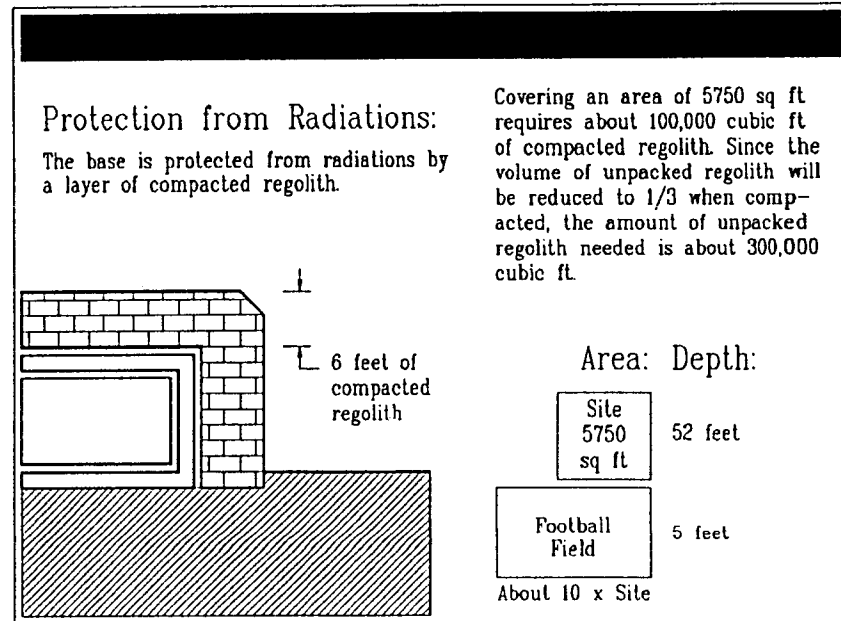 Protection from Radiations:
The base is protected from radiations by
a layer of compacted regolith.
Covering an area of 5750 sq ft
requires about 100,000 cubic ft
of compacted regolith. Since the
volume of unpacked regolith will
be reduced to 1/3 when comp-
acted, the amount of unpacked
regolith needed is about 300,000
cubic ft.
6 feet of
compacted
regolith
Area: Depth:
Site
5750
sq ft
52 feet
Football
Field
5 feet
About 10 x Site